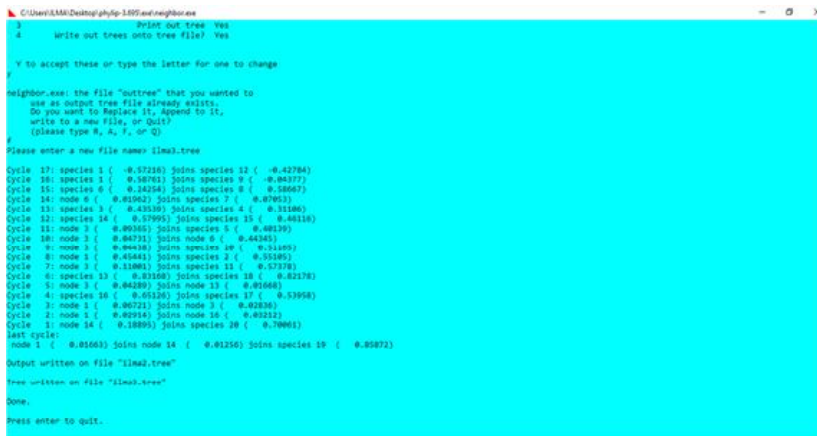 C:\Users\ILMA\Desktop\phylip-3.695\exe\neighbor.exe
3 Print out tree Yes
4 Write out trees onto tree file? Yes
Y to accept these or type the letter for one to change
y
neighbor.exe: the file "outtree" that you wanted to
use as output tree file already exists.
Do you want to Replace it, Append to it,
write to a new File, or Quit?
(please type R, A, F, or Q)
Please enter a new file name> ilma3.tree
Cycle 17: species 1 ( -0.57216) joins species 12 ( -0.42784)
Cycle 16: species 1 ( 0.58761) joins species 9 ( -0.04377)
Cycle 15: species 6 ( 0.24254) joins species 8 ( 0.58667)
Cycle 14: node 6 ( 0.01962) joins species 7 ( 0.07053)
Cycle 13: species 3 ( 0.43539) joins species 4 ( 0.31106)
Cycle 12: species 14 ( 0.57995) joins species 15 ( 0.46116)
Cycle 11: node 3 ( 0.09365) joins species 5 ( 0.40139)
Cycle 10: node 3 ( 0.04731) joins node 6 ( 0.44345)
Cycle 9: node 3 ( 0.04438) joins species 10 ( 0.51165)
Cycle 8: node 1 ( 0.45441) joins species 2 ( 0.55105)
Cycle 7: node 3 ( 0.11001) joins species 11 ( 0.57378)
Cycle 6: species 13 ( 0.83168) joins species 18 ( 0.82178)
Cycle 5: node 3 ( 0.04289) joins node 13 ( 0.01668)
Cycle 4: species 16 ( 0.65126) joins species 17 ( 0.53958)
Cycle 3: node 1 ( 0.06721) joins node 3 ( 0.02836)
Cycle 2: node 1 ( 0.02914) joins node 16 ( 0.03212)
Cycle 1: node 14 ( 0.18895) joins species 20 ( 0.70061)
last cycle:
node 1 ( 0.01663) joins node 14 ( 0.01256) joins species 19 ( 0.85872)
Output written on file "ilma2.tree"
Tree written on file "ilma3.tree"
Done.
Press enter to quit.